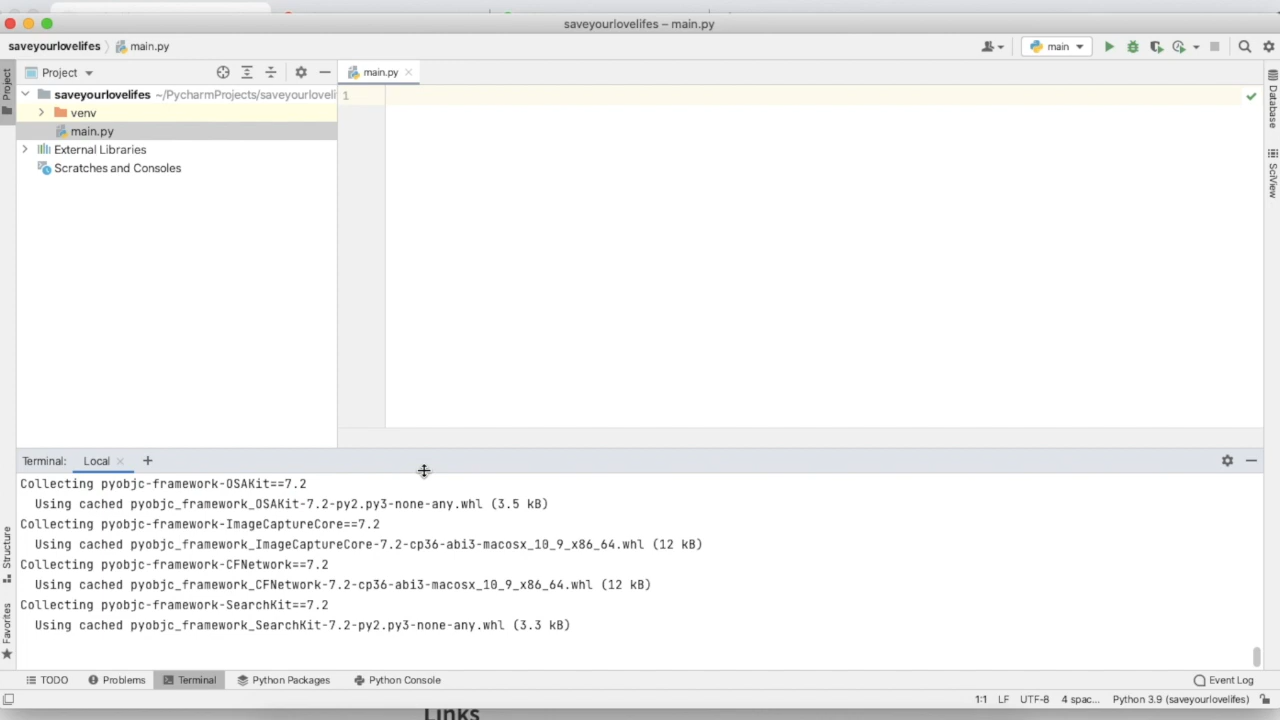 saveyourlovelifes – main.py
saveyourlovelifes main.py
main
Project
main.py
Project
saveyourlovelifes ~/PycharmProjects/saveyourloveli
1
venv
main.py
External Libraries
Scratches and Consoles
Database
SciView
Structure
Favorites
Terminal: Local +
Collecting pyobjc-framework-OSAKit==7.2
Using cached pyobjc_framework_OSAKit-7.2-py2.py3-none-any.whl (3.5 kB)
Collecting pyobjc-framework-ImageCaptureCore==7.2
Using cached pyobjc_framework_ImageCaptureCore-7.2-cp36-abi3-macosx_10_9_x86_64.whl (12 kB)
Collecting pyobjc-framework-CFNetwork==7.2
Using cached pyobjc_framework_CFNetwork-7.2-cp36-abi3-macosx_10_9_x86_64.whl (12 kB)
Collecting pyobjc-framework-SearchKit==7.2
Using cached pyobjc_framework_SearchKit-7.2-py2.py3-none-any.whl (3.3 kB)
TODO Problems Terminal Python Packages Python Console Event Log
1:1 LF UTF-8 4 spac... Python 3.9 (saveyourlovelifes)
Links